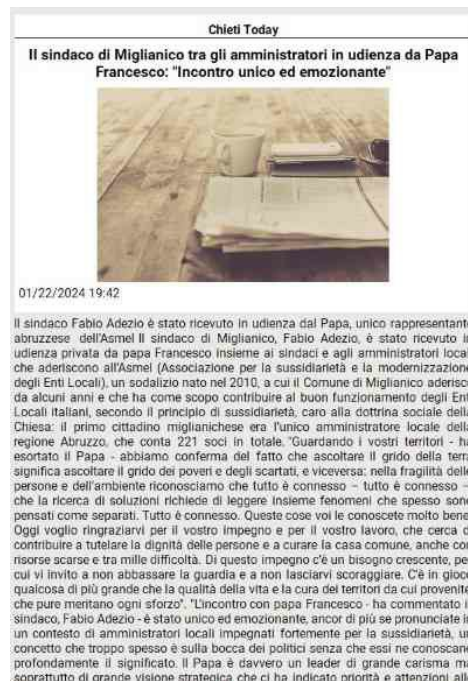 Chieti Today
Il sindaco di Miglianico tra gli amministratori in udienza da Papa
Francesco: "Incontro unico ed emozionante"
01/22/2024 19:42
Il sindaco Fabio Adezio è stato ricevuto in udienza dal Papa, unico rappresentante
abruzzese dell'Asmel Il sindaco di Miglianico, Fabio Adezio, è stato ricevuto i
udienza privata da papa Francesco insieme ai sindaci e agli amministratori local
che aderiscono all'Asmel (Associazione per la sussidiarietà e la modernizzazione
degli Enti Locali), un sodalizio nato nel 2010, a cui il Comune di Miglianico aderisc
da alcuni anni e che ha come scopo contribuire al buon funzionamento degli Ent
Locali italiani, secondo il principio di sussidiarietà, caro alla dottrina sociale dell
Chiesa: il primo cittadino miglianichese era l'unico amministratore locale della
regione Abruzzo, che conta 221 soci in totale. "Guardando i vostri territori - ha
esortato il Papa - abbiamo conferma del fatto che ascoltare il grido della terra
significa ascoltare il grido dei poveri e degli scartati, e viceversa: nella fragilità delle
persone e dell'ambiente riconosciamo che tutto è connesso – tutto è connesso –
che la ricerca di soluzioni richiede di leggere insieme fenomeni che spesso sono
pensati come separati. Tutto è connesso. Queste cose voi le conoscete molto bene
Oggi voglio ringraziarvi per il vostro impegno e per il vostro lavoro, che cerca d
contribuire a tutelare la dignità delle persone e a curare la casa comune, anche con
risorse scarse e tra mille difficoltà. Di questo impegno c'è un bisogno crescente, per
cui vi invito a non abbassare la guardia e a non lasciarvi scoraggiare. C'è in gioco
qualcosa di più grande che la qualità della vita e la cura dei territori da cui provenite
che pure meritano ogni sforzo". "L'incontro con papa Francesco - ha commentato i
sindaco, Fabio Adezio - è stato unico ed emozionante, ancor di più se pronunciate i
un contesto di amministratori locali impegnati fortemente per la sussidiarietà, un
concetto che troppo spesso è sulla bocca dei politici senza che essi ne conoscano
profondamente il significato. Il Papa è davvero un leader di grande carisma ma
soprattutto di grande visione strategica che ci ha indicato priorità e attenzioni all